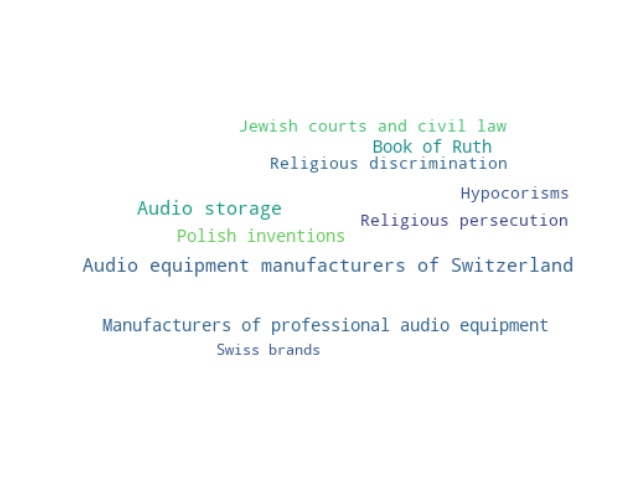 Jewish courts and civil law
Book of Ruth
Religious discrimination
Hypocorisms
Audio storage
Religious persecution
Polish inventions
Audio equipment manufacturers of Switzerland
Manufacturers of professional audio equipment
Swiss brands